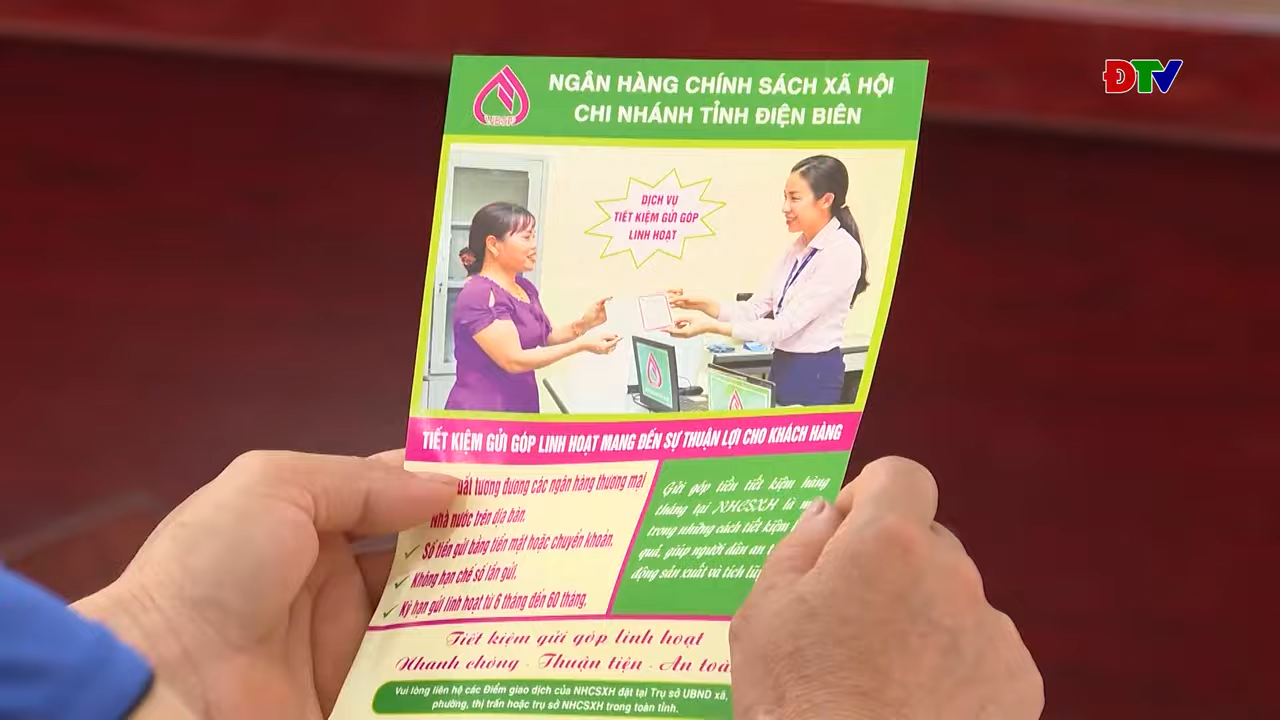 ĐTV
NGÂN HÀNG CHÍNH SÁCH XÃ HỘI
CHI NHÁNH TỈNH ĐIỆN BIÊN
VBSP
DỊCH VỤ
TIẾT KIỆM GỬI GÓP
LINH HOẠT
TIẾT KIỆM GỬI GÓP LINH HOẠT MANG ĐẾN SỰ THUẬN LỢI CHO KHÁCH HÀNG
tương đương các ngân hàng thương mại
Nhà nước trên địa bàn.
Số tiền gửi bằng tiền mặt hoặc chuyển khoản.
Không hạn chế số lần gửi.
Kỳ hạn gửi linh hoạt từ 6 tháng đến 60 tháng.
Gửi góp tiền tiết kiệm hàng
tháng tại NHCSXH là
trong những cách tiết kiệm
quả, giúp người dân
động sản xuất và tích
Tiết kiệm gửi góp linh hoạt
Nhanh chóng - Thuận tiện - An
Vui lòng liên hệ các Điểm giao dịch của NHCSXH đặt tại Trụ sở UBND xã,
phường, thị trấn hoặc trụ sở NHCSXH trong toàn tỉnh.